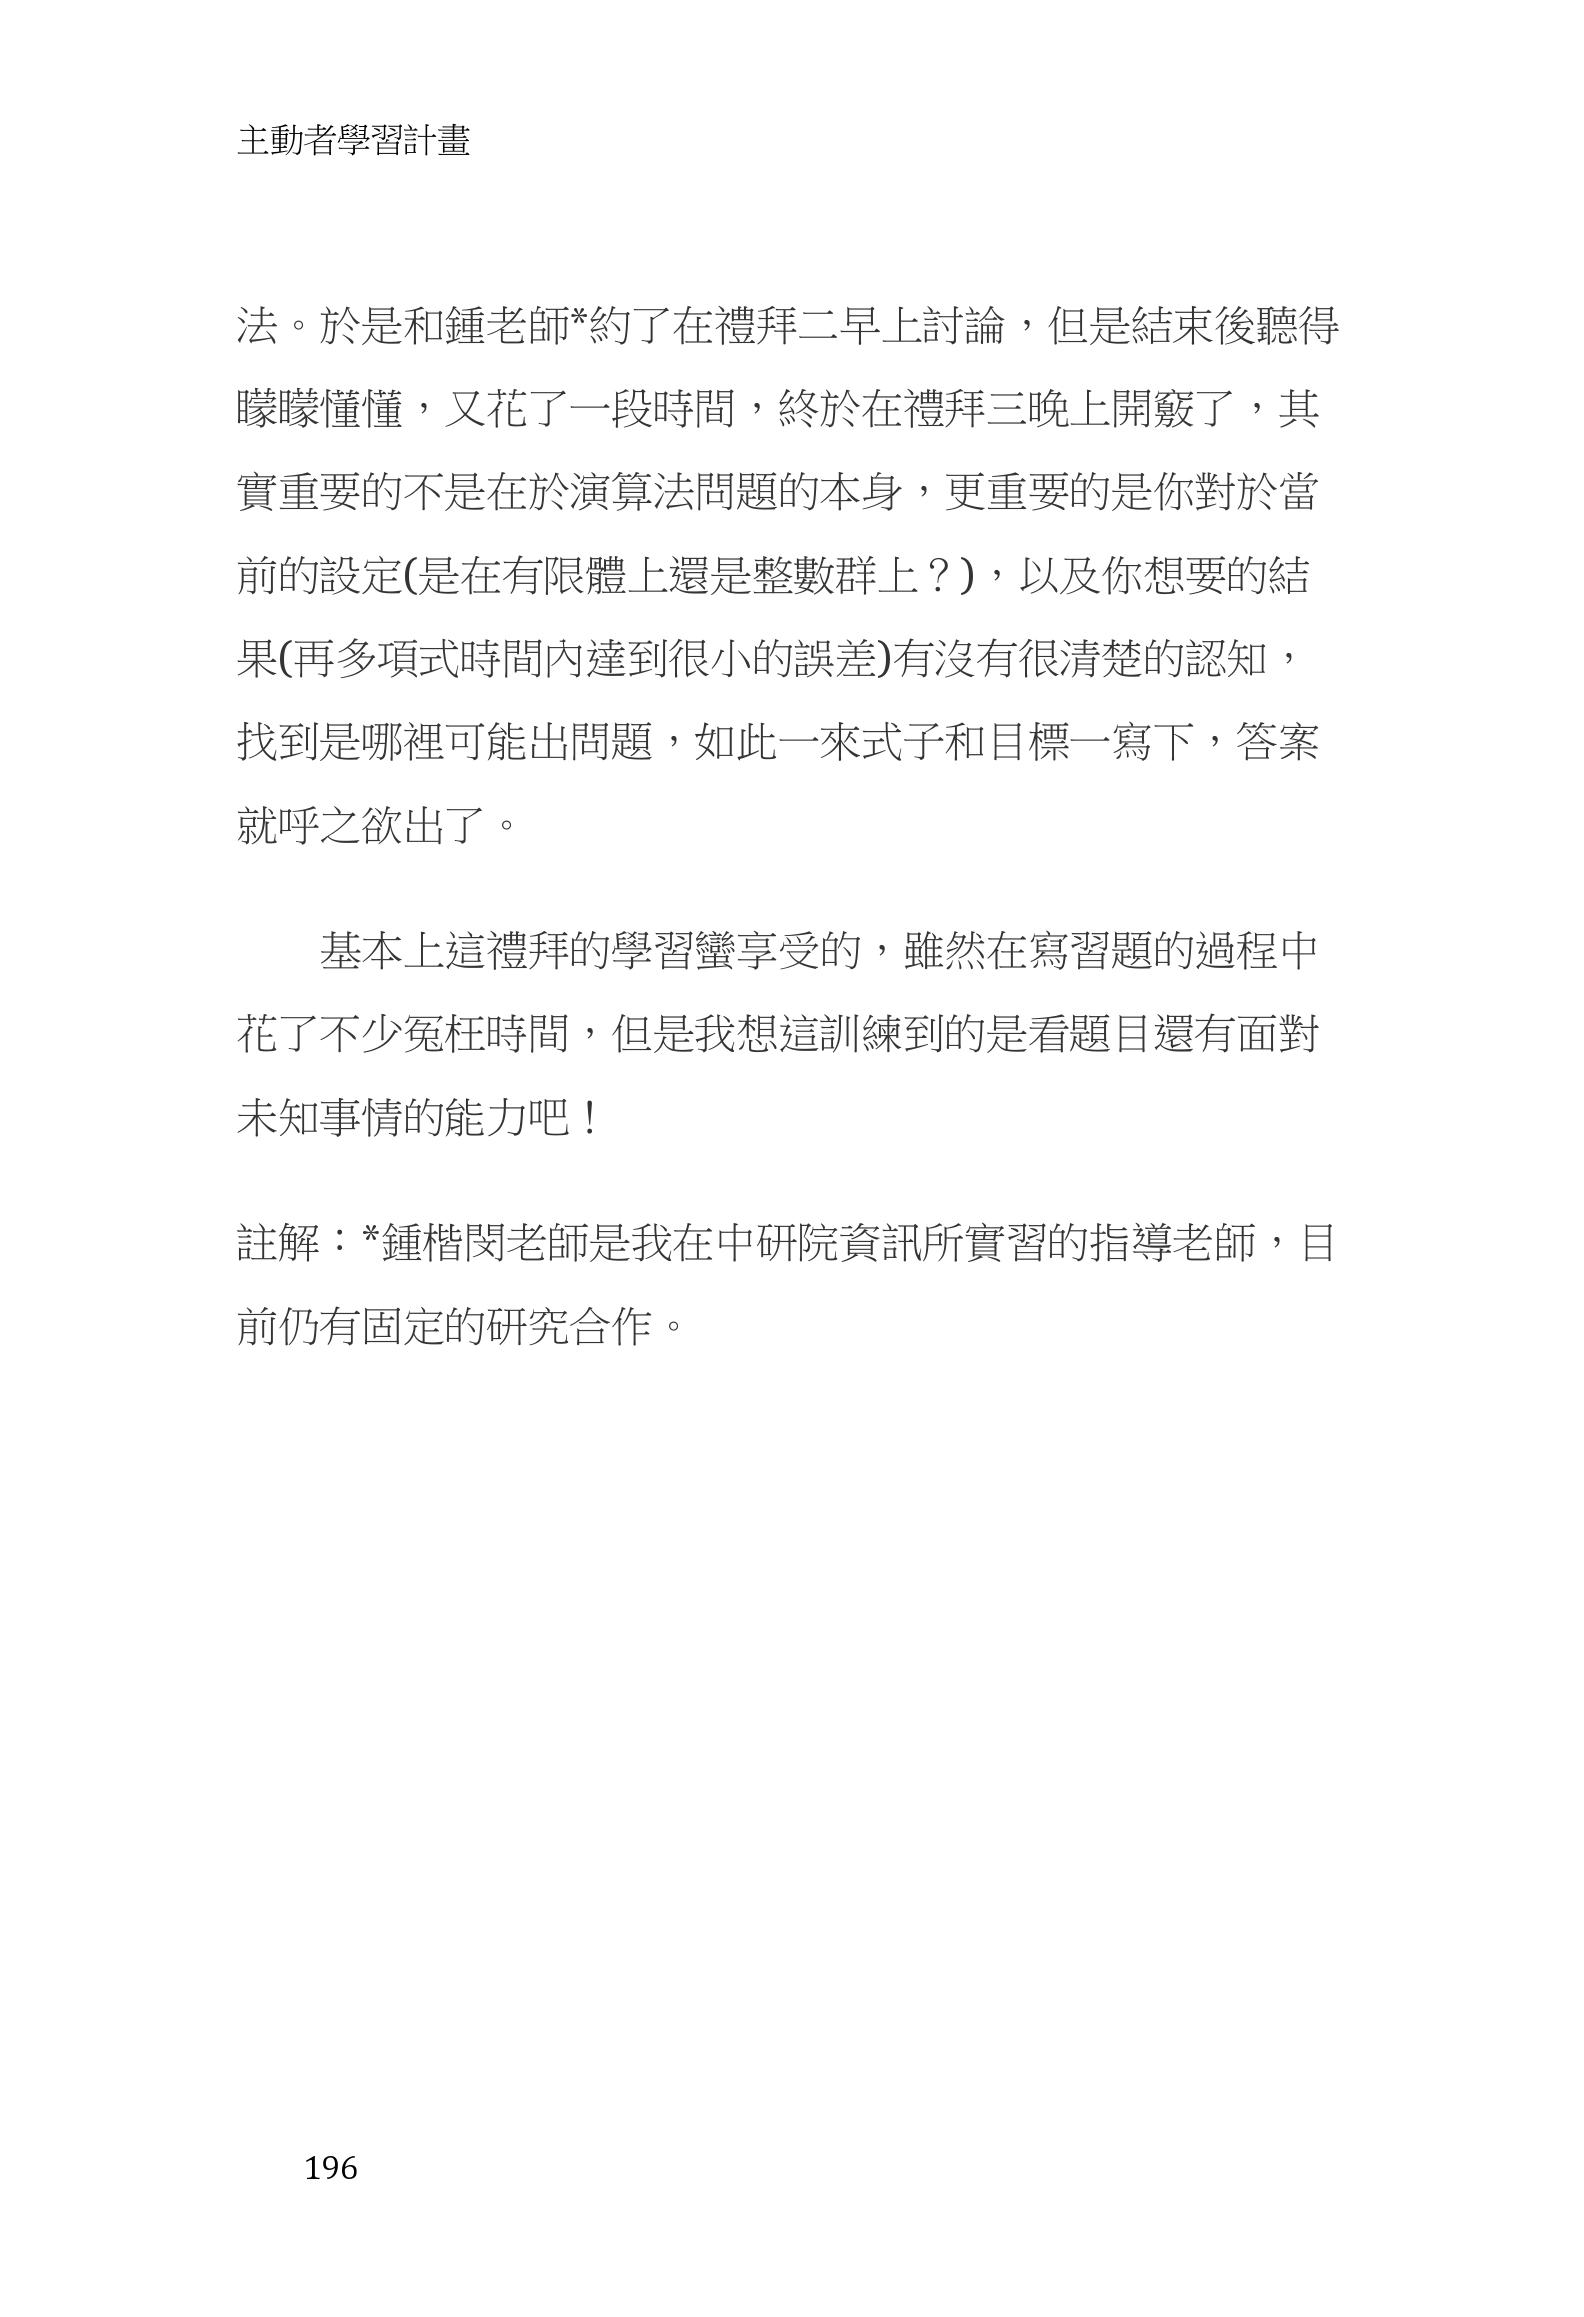 主動者學習計畫
法。於是和鍾老師*約了在禮拜二早上討論，但是結束後聽得
矇矇懂懂，又花了一段時間，終於在禮拜三晚上開竅了，其
實重要的不是在於演算法問題的本身，更重要的是你對於當
前的設定(是在有限體上還是整數群上？)，以及你想要的結
果(再多項式時間內達到很小的誤差)有沒有很清楚的認知，
找到是哪裡可能出問題，如此一來式子和目標一寫下，答案
就呼之欲出了。
基本上這禮拜的學習蠻享受的，雖然在寫習題的過程中
花了不少冤枉時間，但是我想這訓練到的是看題目還有面對
未知事情的能力吧！
註解：*鍾楷閔老師是我在中研院資訊所實習的指導老師，目
前仍有固定的研究合作。
196